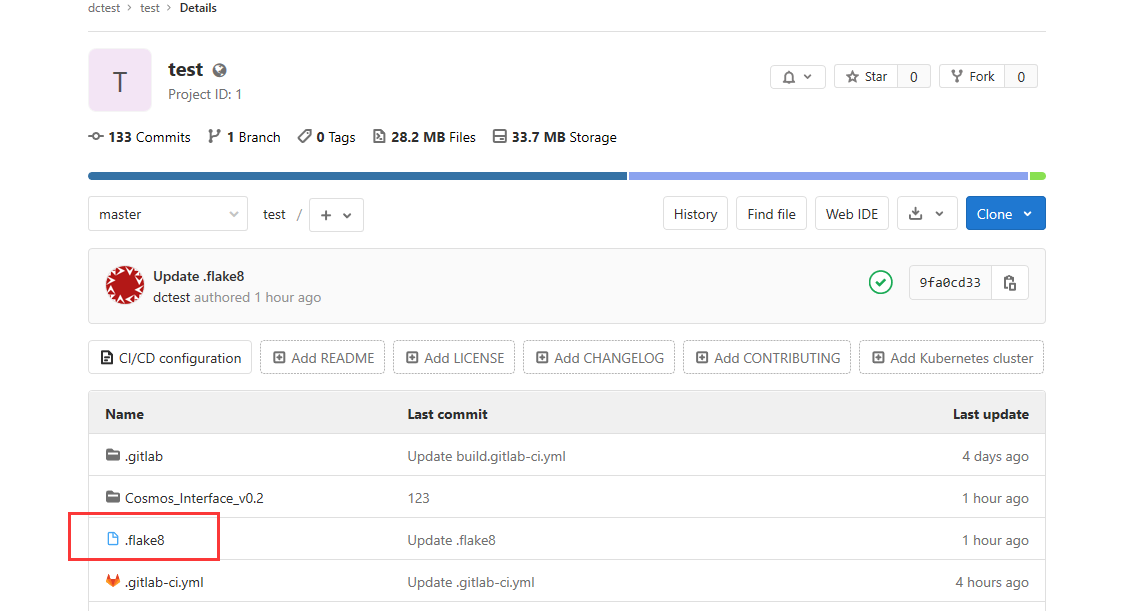 dctest > test > Details
T
test
Project ID: 1
Star 0 Fork 0
133 Commits 1 Branch 0 Tags 28.2 MB Files 33.7 MB Storage
master test / + History Find file Web IDE Clone
Update .flake8
dctest authored 1 hour ago
9fa0cd33
CI/CD configuration Add README Add LICENSE Add CHANGELOG Add CONTRIBUTING Add Kubernetes cluster
Name Last commit Last update
.gitlab Update build.gitlab-ci.yml 4 days ago
Cosmos_Interface_v0.2 123 1 hour ago
.flake8 Update .flake8 1 hour ago
.gitlab-ci.yml Update .gitlab-ci.yml 4 hours ago